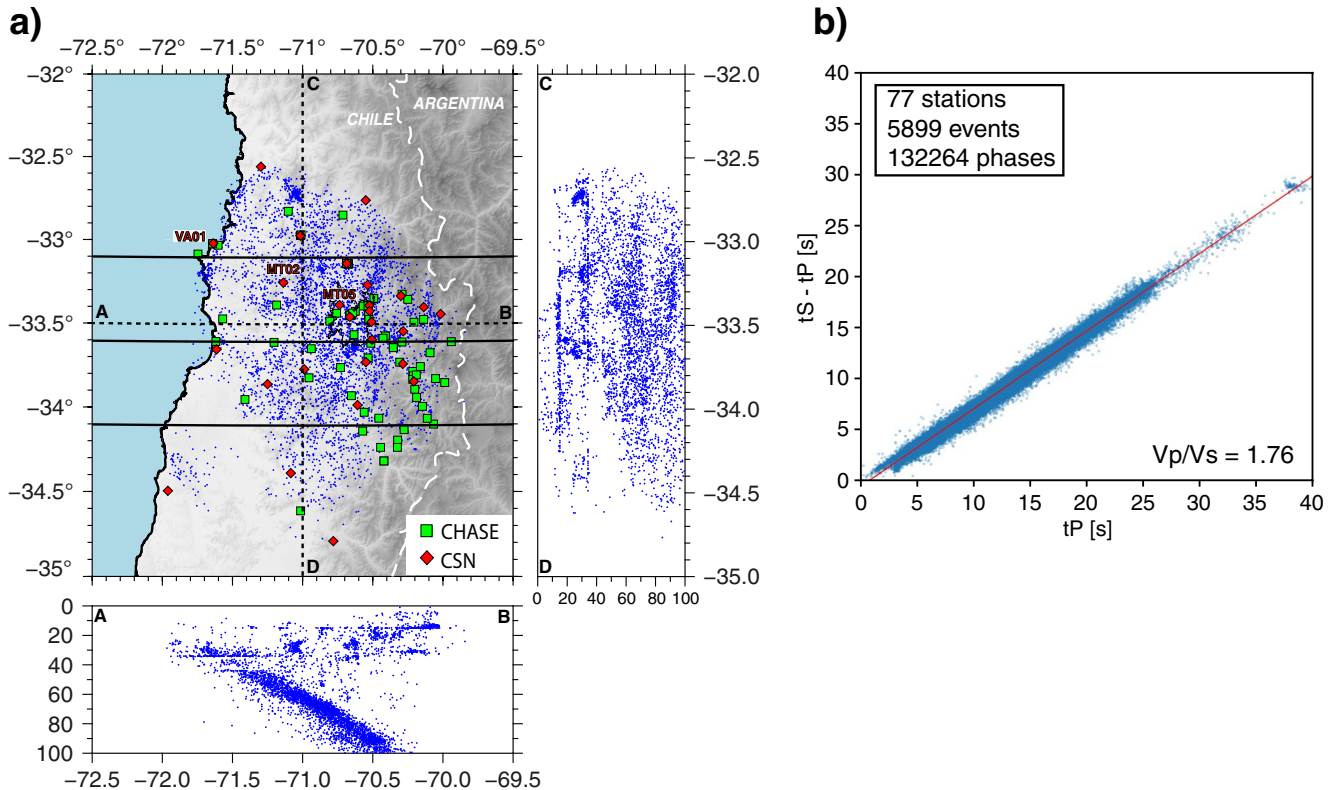 a)
−72.5° −72° −71.5° −71° −70.5° −70° −69.5°
−32°
−32.5°
−33°
−33.5°
−34°
−34.5°
−35°
C
CHILE
ARGENTINA
VA01
MT02
MT05
A
B
D
CHASE
CSN
C
D
−32.0
−32.5
−33.0
−33.5
−34.0
−34.5
−35.0
0 20 40 60 80 100
A
B
0
20
40
60
80
100
−72.5 −72.0 −71.5 −71.0 −70.5 −70.0 −69.5
b)
77 stations
5899 events
132264 phases
40
35
30
25
20
15
10
5
0
tS - tP [s]
Vp/Vs = 1.76
0 5 10 15 20 25 30 35 40
tP [s]